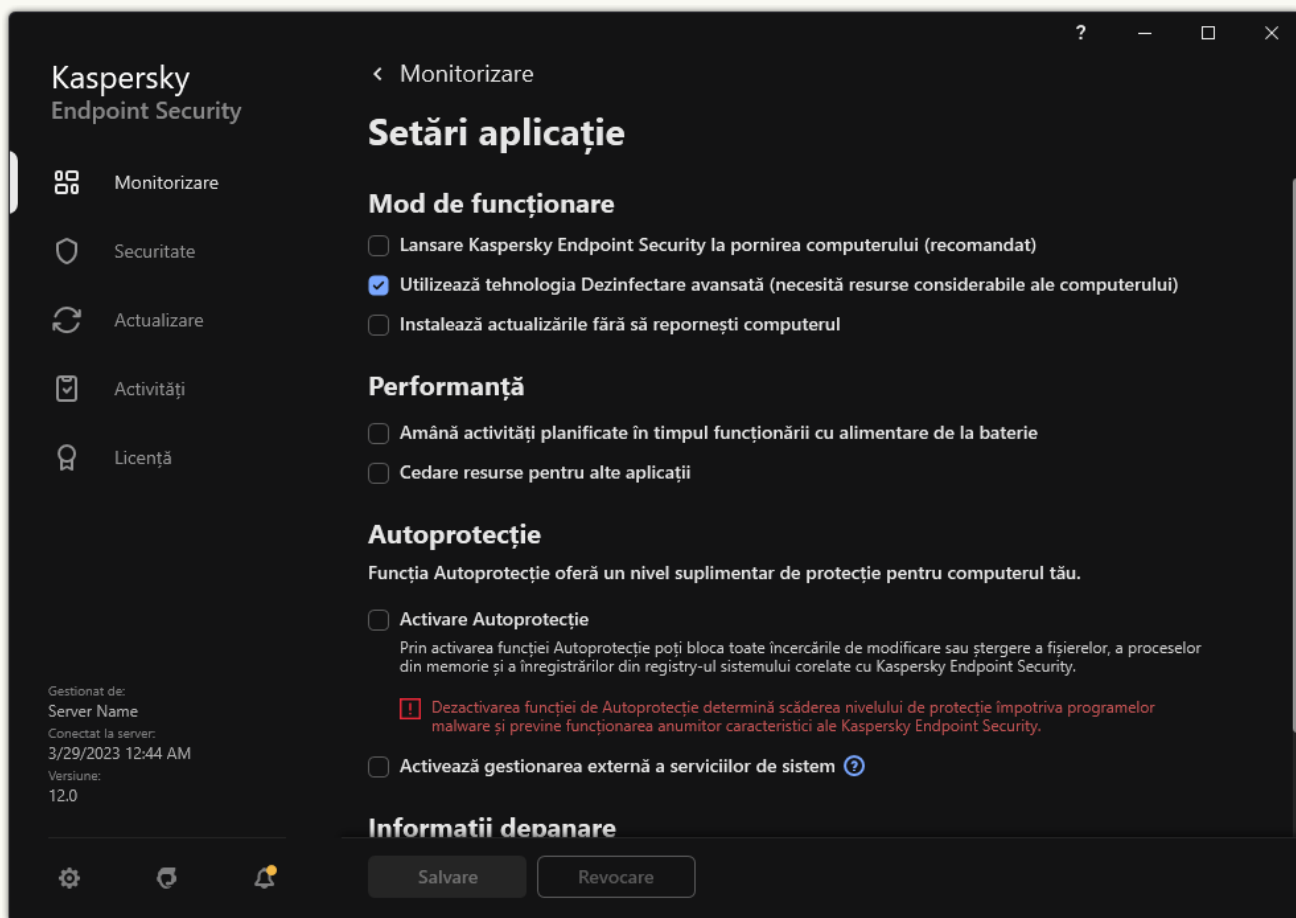 ?
Kaspersky
Endpoint Security
Monitorizare
Securitate
Actualizare
Activități
Licență
Gestionat de:
Server Name
Conectat la server:
3/29/2023 12:44 AM
Versiune:
12.0
Monitorizare
Setări aplicație
Mod de funcționare
Lansare Kaspersky Endpoint Security la pornirea computerului (recomandat)
Utilizează tehnologia Dezinfectare avansată (necesită resurse considerabile ale computerului)
Instalează actualizările fără să repornești computerul
Performanță
Amână activități planificate în timpul funcționării cu alimentare de la baterie
Cedare resurse pentru alte aplicații
Autoprotecție
Funcția Autoprotecție oferă un nivel suplimentar de protecție pentru computerul tău.
Activare Autoprotecție
Prin activarea funcției Autoprotecție poți bloca toate încercările de modificare sau ștergere a fișierelor, a proceselor
din memorie și a înregistrărilor din registry-ul sistemului corelate cu Kaspersky Endpoint Security.
Dezactivarea funcției de Autoprotecție determină scăderea nivelului de protecție împotriva programelor
malware și previne funcționarea anumitor caracteristici ale Kaspersky Endpoint Security.
Activează gestionarea externă a serviciilor de sistem ?
Informații depanare
Salvare
Revocare